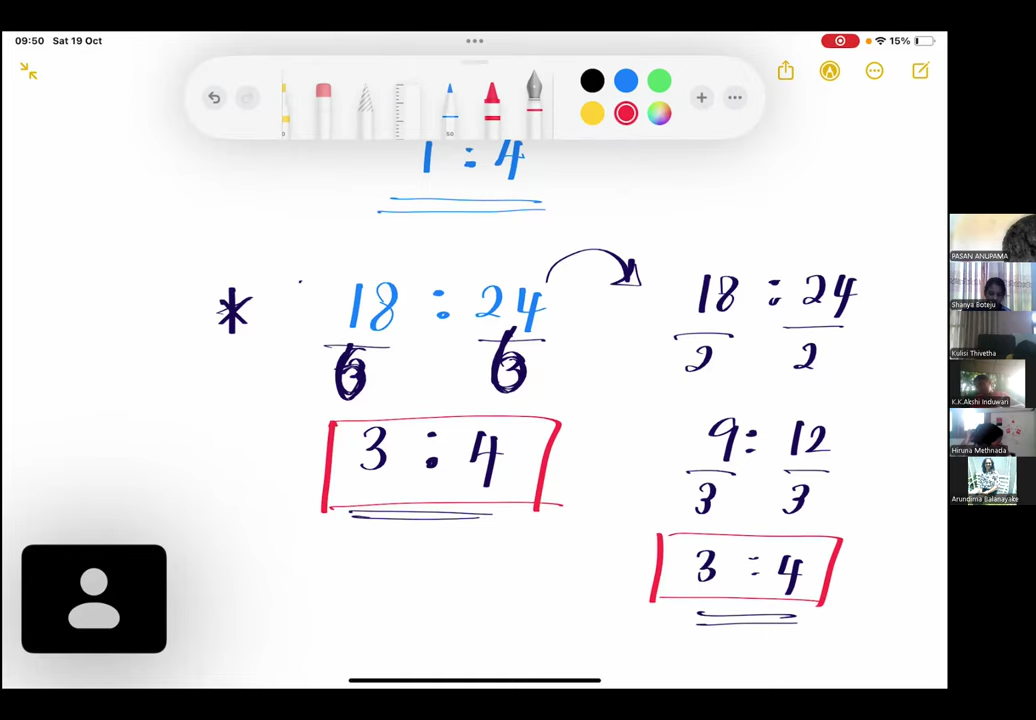 09:50 Sat 19 Oct
15%
50
1 : 4
* 18 : 24
6 6
3 : 4
18 : 24
2 2
9 : 12
3 3
3 : 4
PASAN ANUPAMA
Shanya Boteju
Kulisi Thivetha
K.K.Akshi Induwari
Hiruna Methnada
Arundima Balanayake